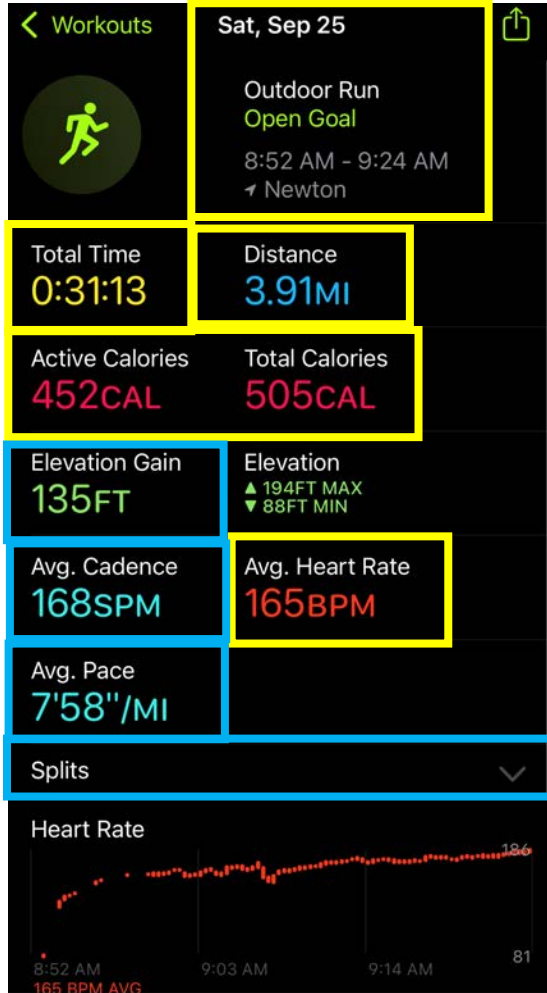 Workouts
Sat, Sep 25
Outdoor Run
Open Goal
8:52 AM - 9:24 AM
Newton
Total Time Distance
0:31:13 3.91MI
Active Calories Total Calories
452CAL 505CAL
Elevation Gain Elevation
135FT ▲ 194FT MAX
▼ 88FT MIN
Avg. Cadence Avg. Heart Rate
168SPM 165BPM
Avg. Pace
7'58"/MI
Splits
Heart Rate
186
81
8:52 AM 9:03 AM 9:14 AM
165 BPM AVG